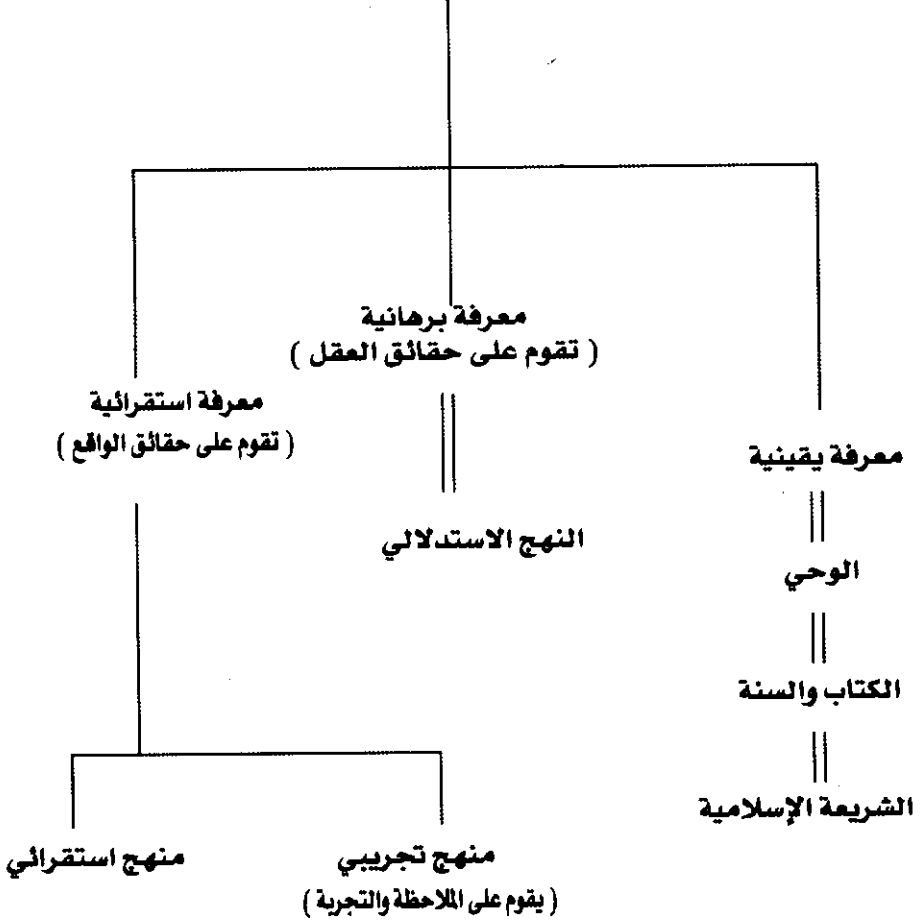 معرفة برهانية
( تقوم على حقائق العقل )
معرفة استقرائية
( تقوم على حقائق الواقع )
معرفة يقينية
النهج الاستدلالي
الوحي
الكتاب والسنة
الشريعة الإسلامية
منهج تجريبي
( يقوم على الملاحظة والتجربة )
منهج استقرائي